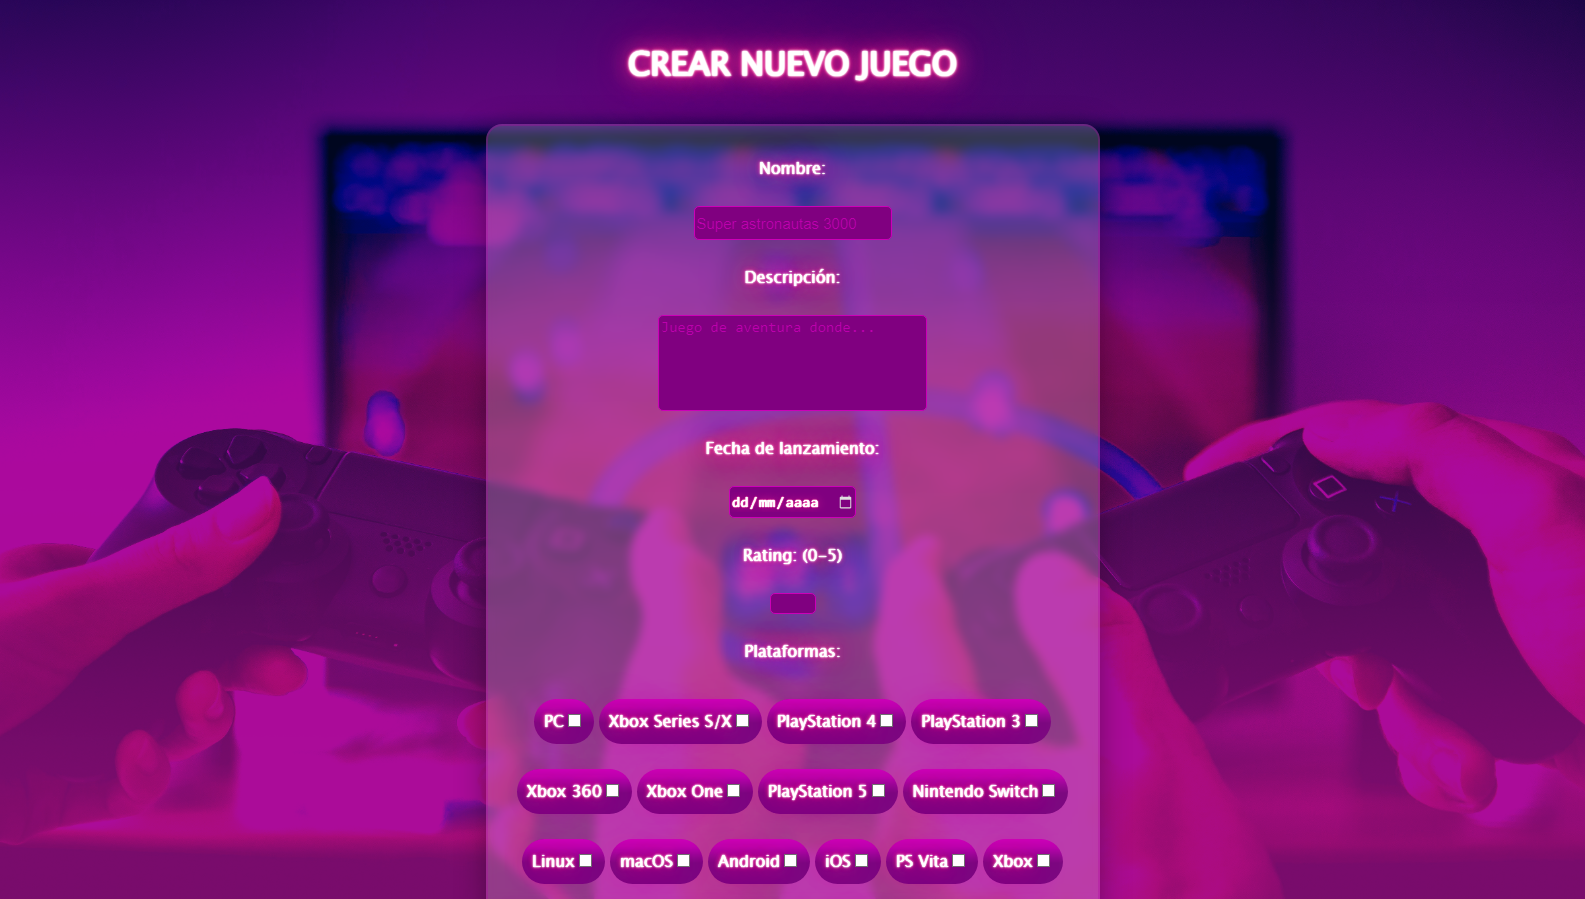 CREAR NUEVO JUEGO
Nombre:
Super astronautas 3000
Descripción:
Juego de aventura donde...
Fecha de lanzamiento:
dd/mm/aaaa
Rating: (0-5)
Plataformas:
PC Xbox Series S/X PlayStation 4 PlayStation 3
Xbox 360 Xbox One PlayStation 5 Nintendo Switch
Linux macOS Android iOS PS Vita Xbox